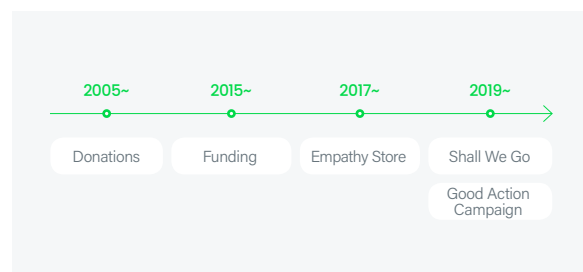 2005~
2015~
2017~
2019~
Donations
Funding
Empathy Store
Shall We Go
Good Action
Campaign